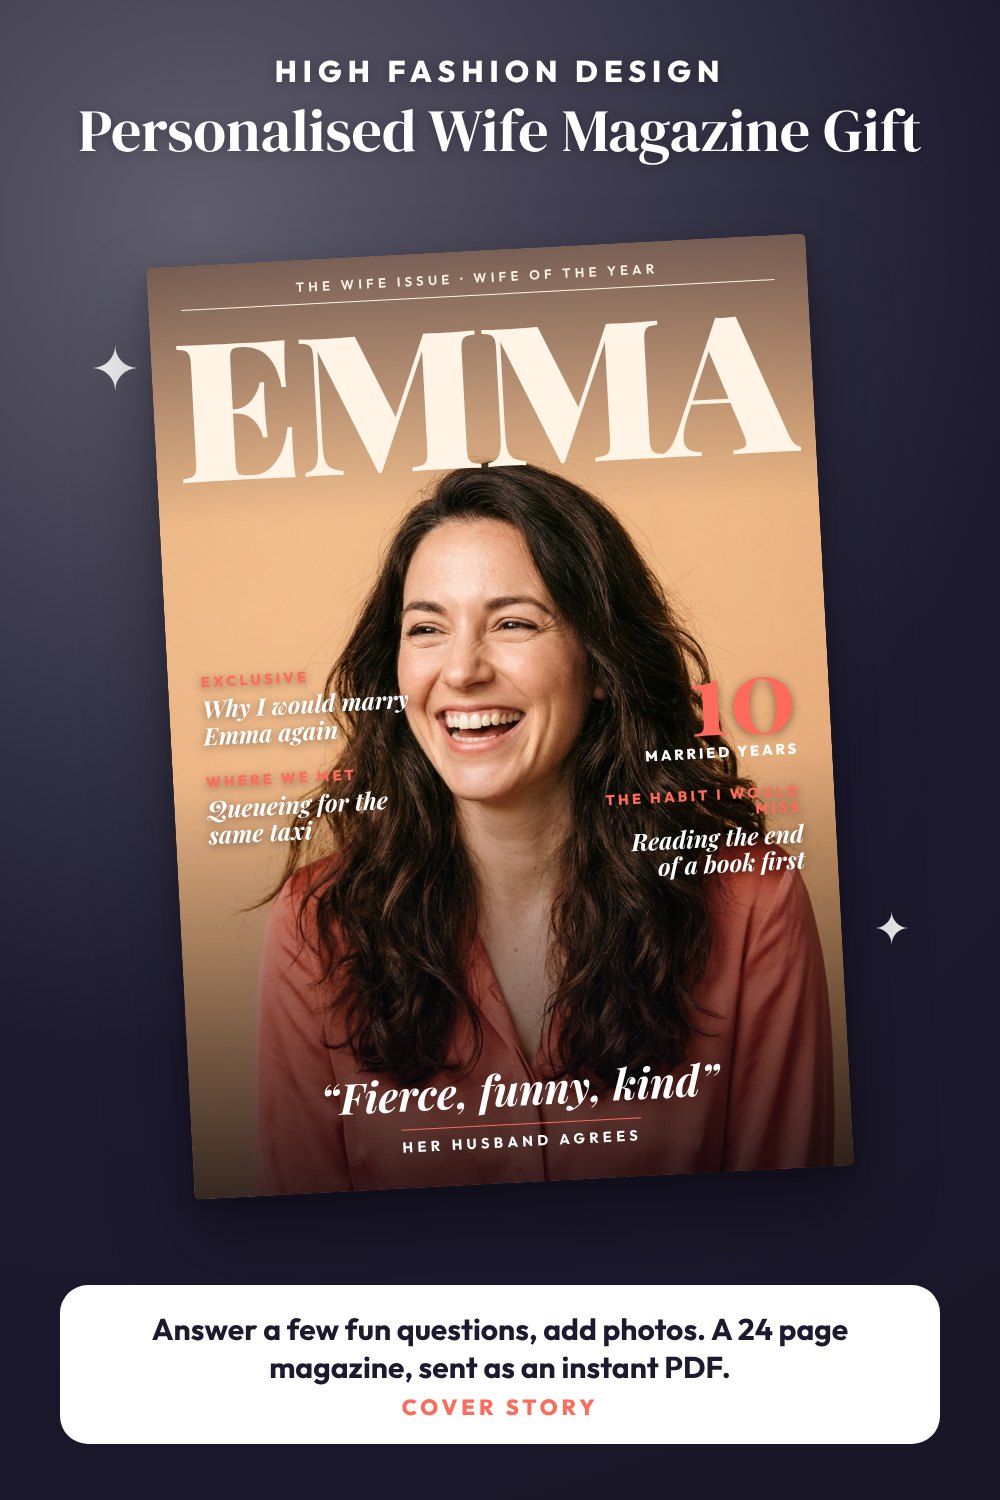 HIGH FASHION DESIGN
Personalised Wife Magazine Gift
THE WIFE ISSUE · WIFE OF THE YEAR
EMMA
EXCLUSIVE
Why I would marry
Emma again
WHERE WE MET
Queueing for the
same taxi
10
MARRIED YEARS
THE HABIT I WOULD
MISS
Reading the end
of a book first
“Fierce, funny, kind”
HER HUSBAND AGREES
Answer a few fun questions, add photos. A 24 page
magazine, sent as an instant PDF.
COVER STORY